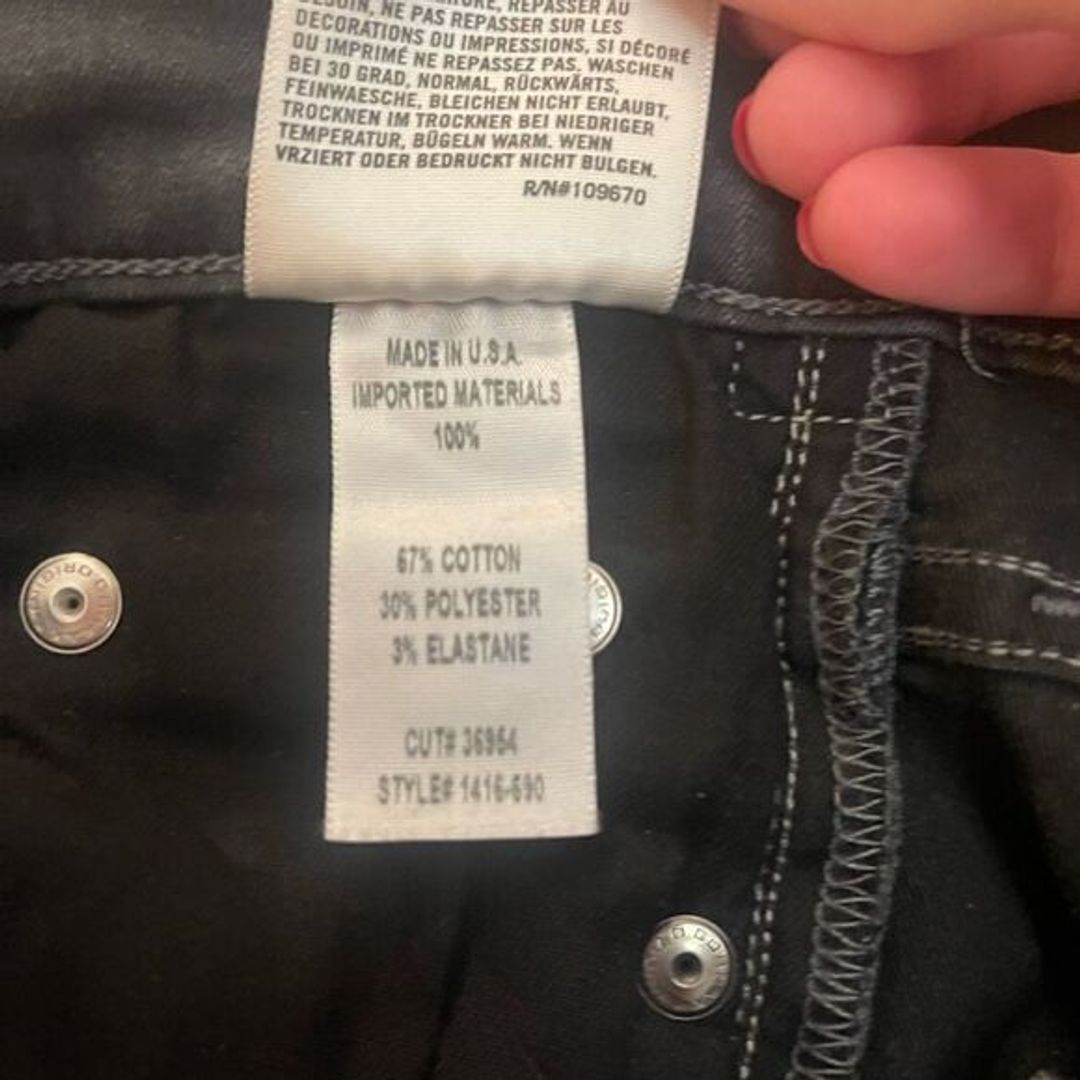 REPASSER AU
BESOIN, NE PAS REPASSER SUR LES
DECORATIONS OU IMPRESSIONS, SI DÉCORÉ
OU IMPRIMÉ NE REPASSEZ PAS. WASCHEN
BEI 30 GRAD, NORMAL, RÜCKWÄRTS,
FEINWAESCHE, BLEICHEN NICHT ERLAUBT,
TROCKNEN IM TROCKNER BEI NIEDRIGER
TEMPERATUR, BÜGELN WARM. WENN
VRZIERT ODER BEDRUCKT NICHT BULGEN.
R/N#109670
MADE IN U.S.A.
IMPORTED MATERIALS
100%
67% COTTON
30% POLYESTER
3% ELASTANE
CUT# 36954
STYLE# 1416-690